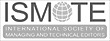 ISMOTE
INTERNATIONAL SOCIETY OF
MANAGING AND TECHNICAL EDITORS